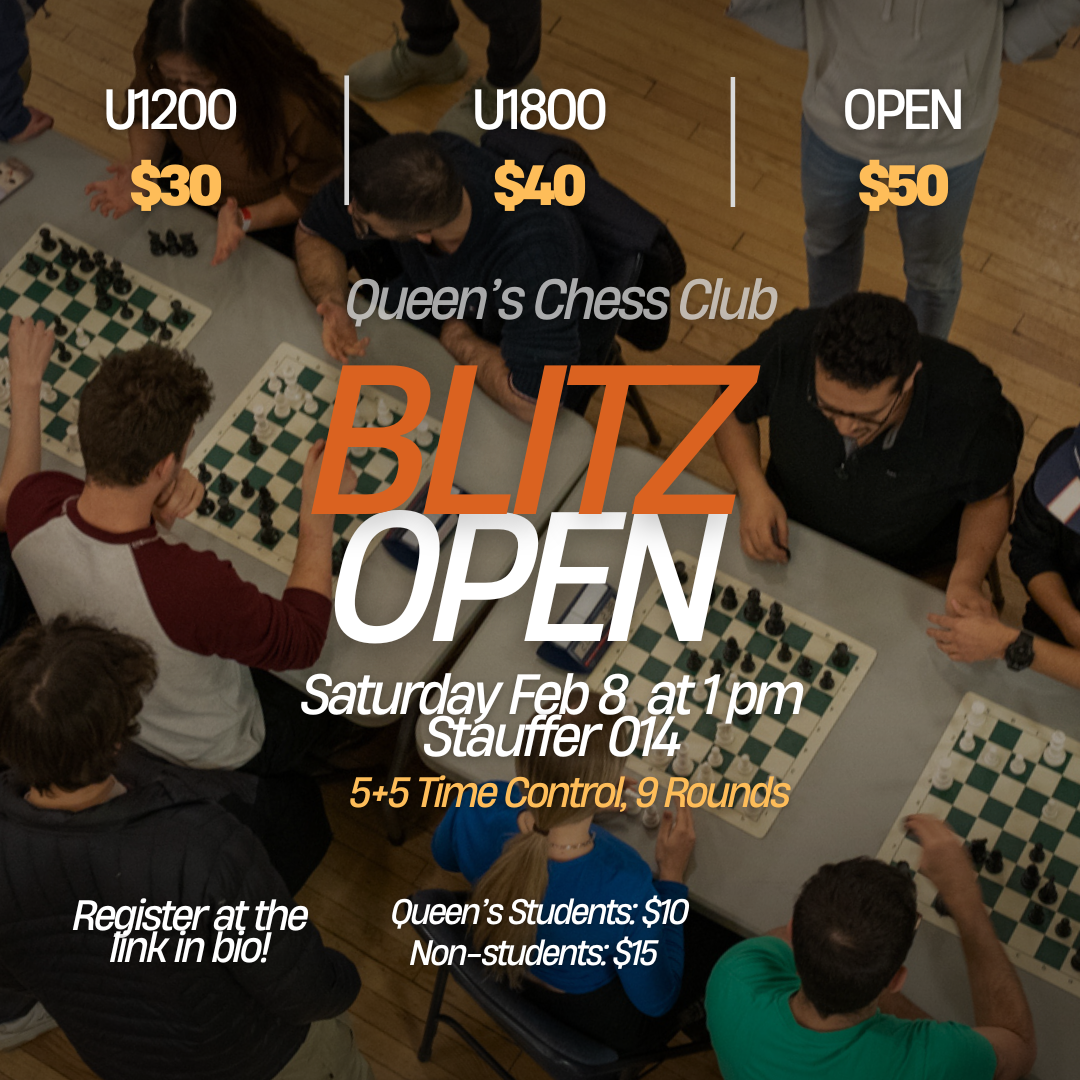 U1200
$30
U1800
$40
OPEN
$50
Queen's Chess Club
BLITZ
OPEN
Saturday Feb 8 at 1 pm
Stauffer 014
5+5 Time Control, 9 Rounds
Register at the
link in bio!
Queen's Students: $10
Non-students: $15